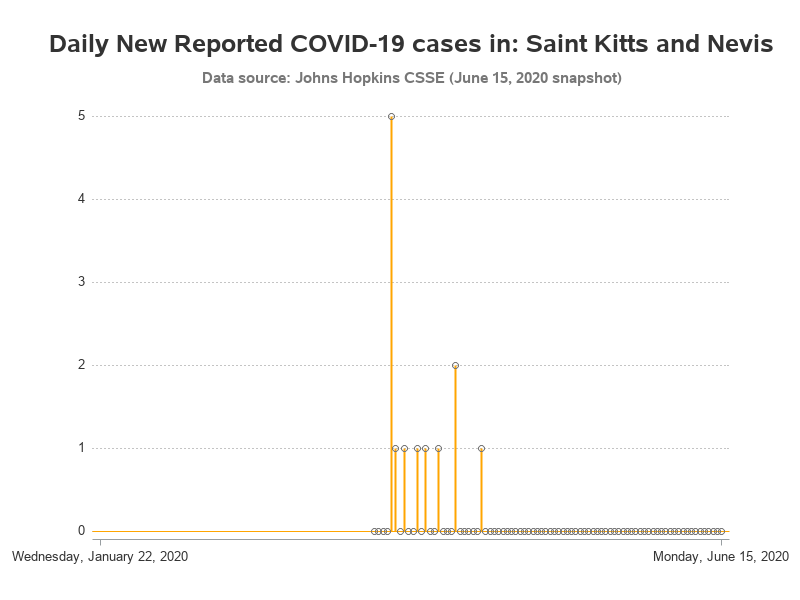 Daily New Reported COVID-19 cases in: Saint Kitts and Nevis
Data source: Johns Hopkins CSSE (June 15, 2020 snapshot)
5
4
3
2
1
0
Wednesday, January 22, 2020 Monday, June 15, 2020